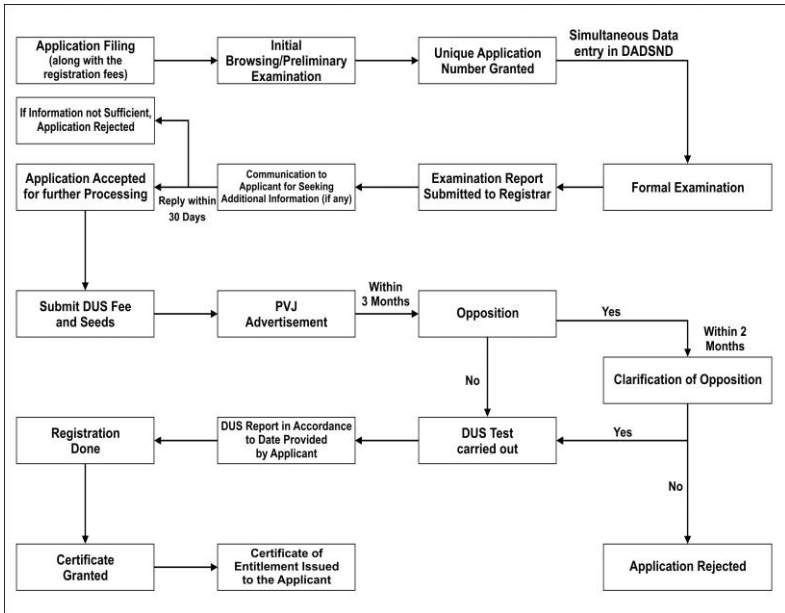 Application Filing
(along with the
registration fees)
Initial
Browsing/Preliminary
Examination
Unique Application
Number Granted
Simultaneous Data
entry in DADSND
If Information not Sufficient,
Application Rejected
Application Accepted
for further Processing
Reply within
30 Days
Communication to
Applicant for Seeking
Additional Information (if any)
Examination Report
Submitted to Registrar
Formal Examination
Submit DUS Fee
and Seeds
PVJ
Advertisement
Within
3 Months
Opposition
Yes
Within 2
Months
No
Clarification of Opposition
Registration
Done
DUS Report in Accordance
to Date Provided
by Applicant
DUS Test
carried out
Yes
No
Certificate
Granted
Certificate of
Entitlement Issued
to the Applicant
Application Rejected